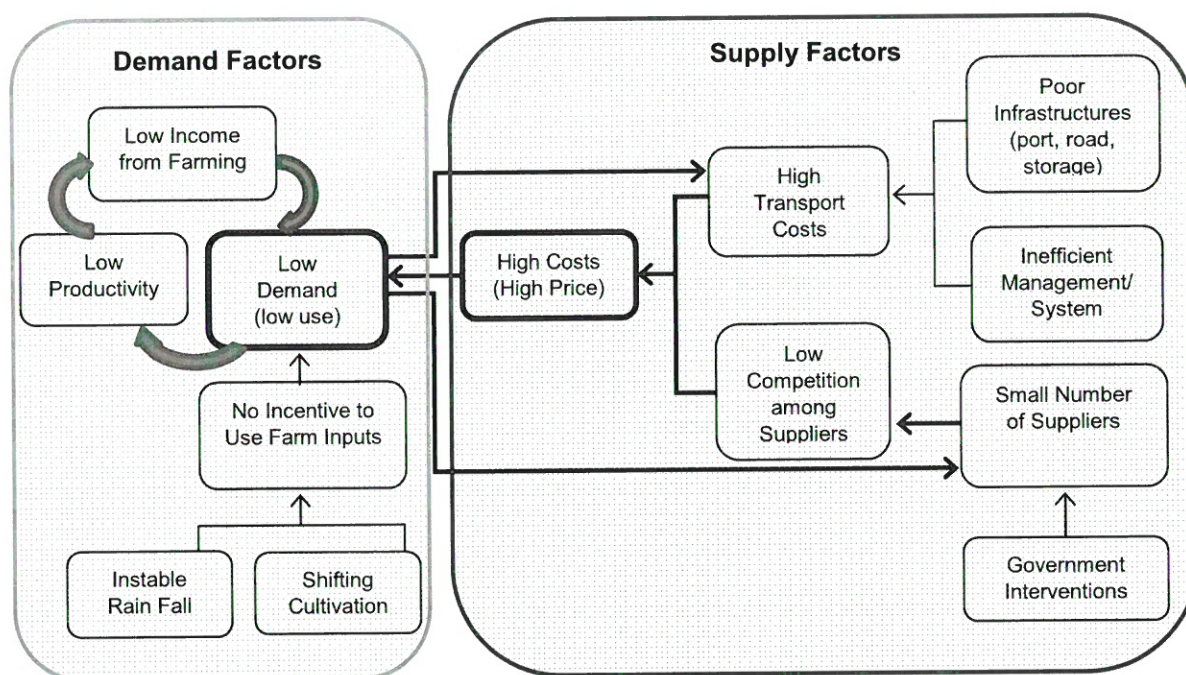 Demand Factors
Low Income
from Farming
Low
Productivity
Low
Demand
(low use)
No Incentive to
Use Farm Inputs
Instable
Rain Fall
Shifting
Cultivation
Supply Factors
High Costs
(High Price)
High
Transport
Costs
Low
Competition
among
Suppliers
Poor
Infrastructures
(port, road,
storage)
Inefficient
Management/
System
Small Number
of Suppliers
Government
Interventions